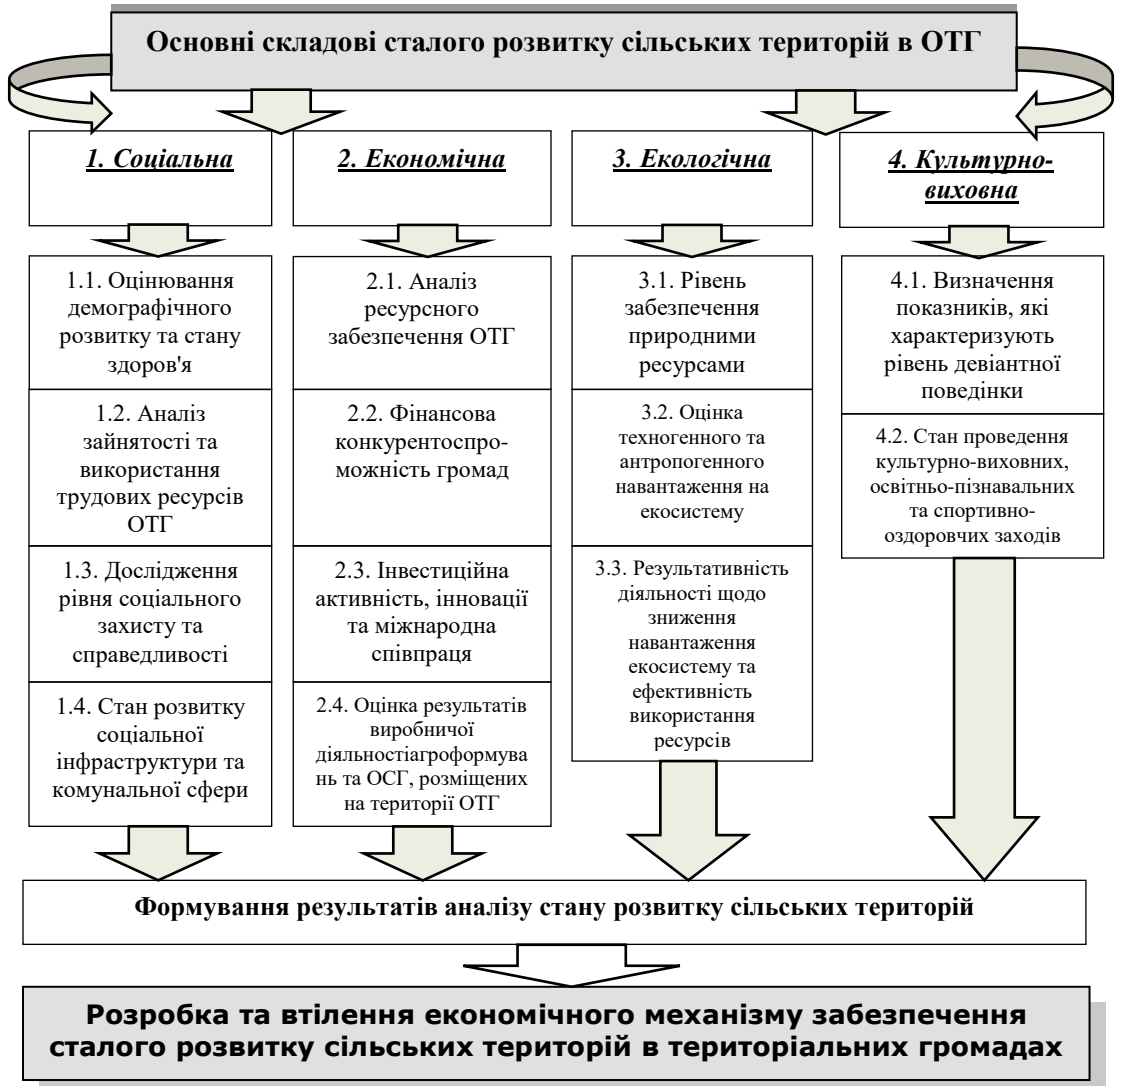 Основні складові сталого розвитку сільських територій в ОТГ
1. Соціальна
2. Економічна
3. Екологічна
4. Культурно-
виховна
1.1. Оцінювання
демографічного
розвитку та стану
здоров'я
1.2. Аналіз
зайнятості та
використання
трудових ресурсів
ОТГ
1.3. Дослідження
рівня соціального
захисту та
справедливості
1.4. Стан розвитку
соціальної
інфраструктури та
комунальної сфери
2.1. Аналіз
ресурсного
забезпечення ОТГ
2.2. Фінансова
конкурентоспро-
можність громад
2.3. Інвестиційна
активність, інновації
та міжнародна
співпраця
2.4. Оцінка результатів
виробничої
діяльностіагроформува
нь та ОСГ, розміщених
на території ОТГ
3.1. Рівень
забезпечення
природними
ресурсами
3.2. Оцінка
техногенного та
антропогенного
навантаження на
екосистему
3.3. Результативність
діяльності щодо
зниження
навантаження
екосистему та
ефективність
використання
ресурсів
4.1. Визначення
показників, які
характеризують
рівень девіантної
поведінки
4.2. Стан проведення
культурно-виховних,
освітньо-пізнавальних
та спортивно-
оздоровчих заходів
Формування результатів аналізу стану розвитку сільських територій
Розробка та втілення економічного механізму забезпечення
сталого розвитку сільських територій в територіальних громадах